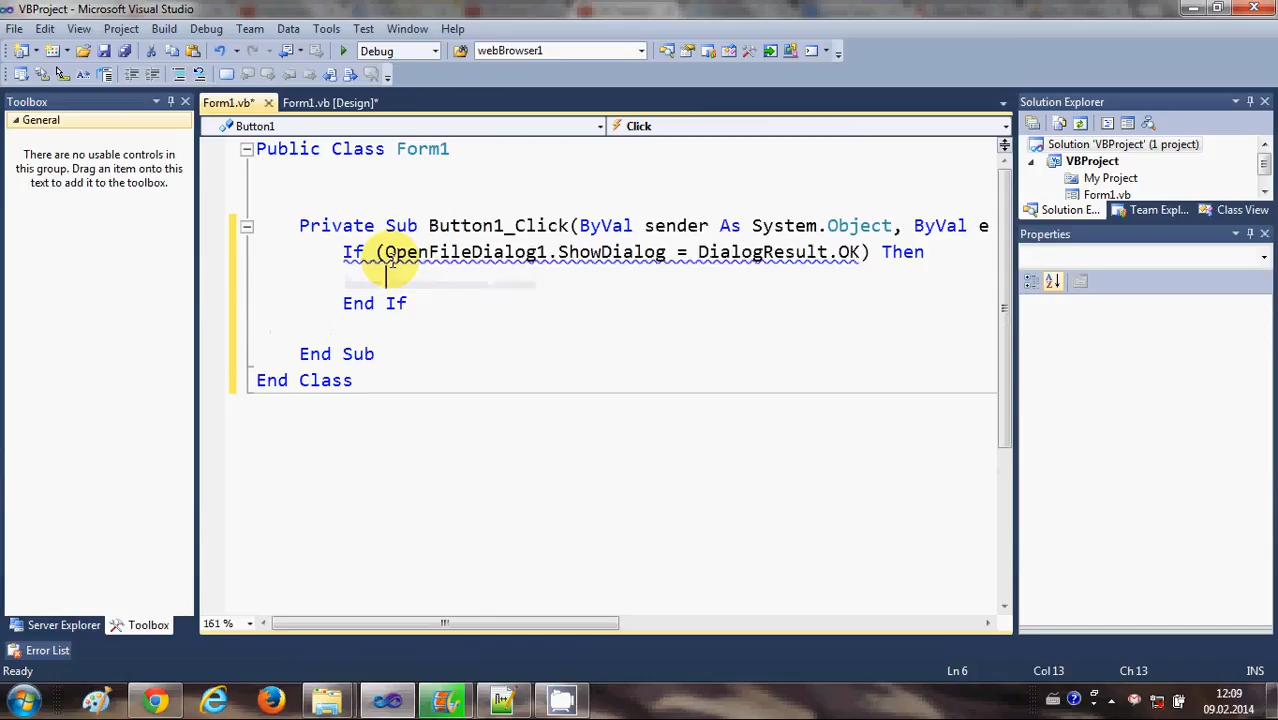 VBProject - Microsoft Visual Studio
File Edit View Project Build Debug Team Data Tools Test Window Help
Debug webBrowser1
Toolbox
General
There are no usable controls in
this group. Drag an item onto this
text to add it to the toolbox.
Server Explorer Toolbox
Form1.vb* Form1.vb [Design]*
Button1 Click
Public Class Form1
Private Sub Button1_Click(ByVal sender As System.Object, ByVal e
If (OpenFileDialog1.ShowDialog = DialogResult.OK) Then
End If
End Sub
End Class
161 %
Solution Explorer
Solution 'VBProject' (1 project)
VBProject
My Project
Form1.vb
Solution E... Team Expl... Class View
Properties
Error List
Ready Ln 6 Col 13 Ch 13 INS
12:09
09.02.2014